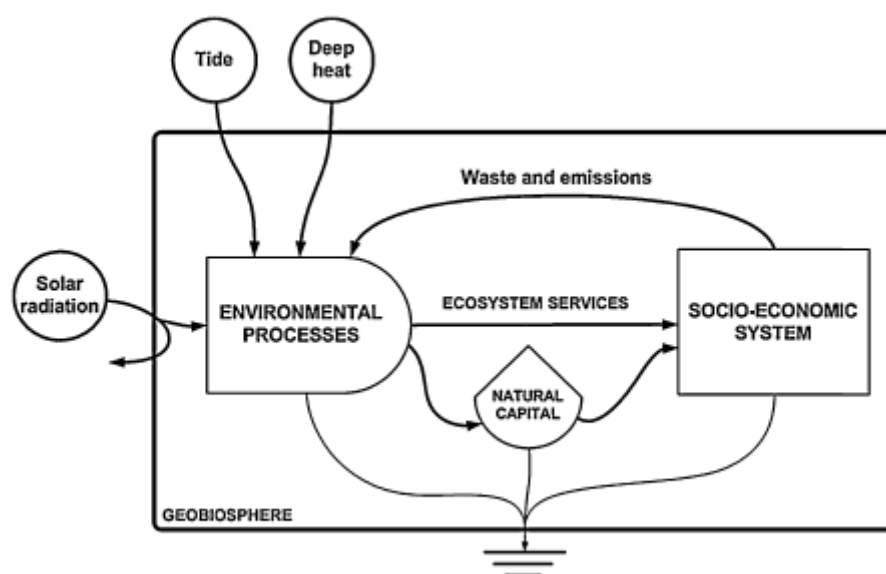 Tide
Deep
heat
Waste and emissions
Solar
radiation
ENVIRONMENTAL
PROCESSES
ECOSYSTEM SERVICES
SOCIO-ECONOMIC
SYSTEM
NATURAL
CAPITAL
GEOBIOSPHERE